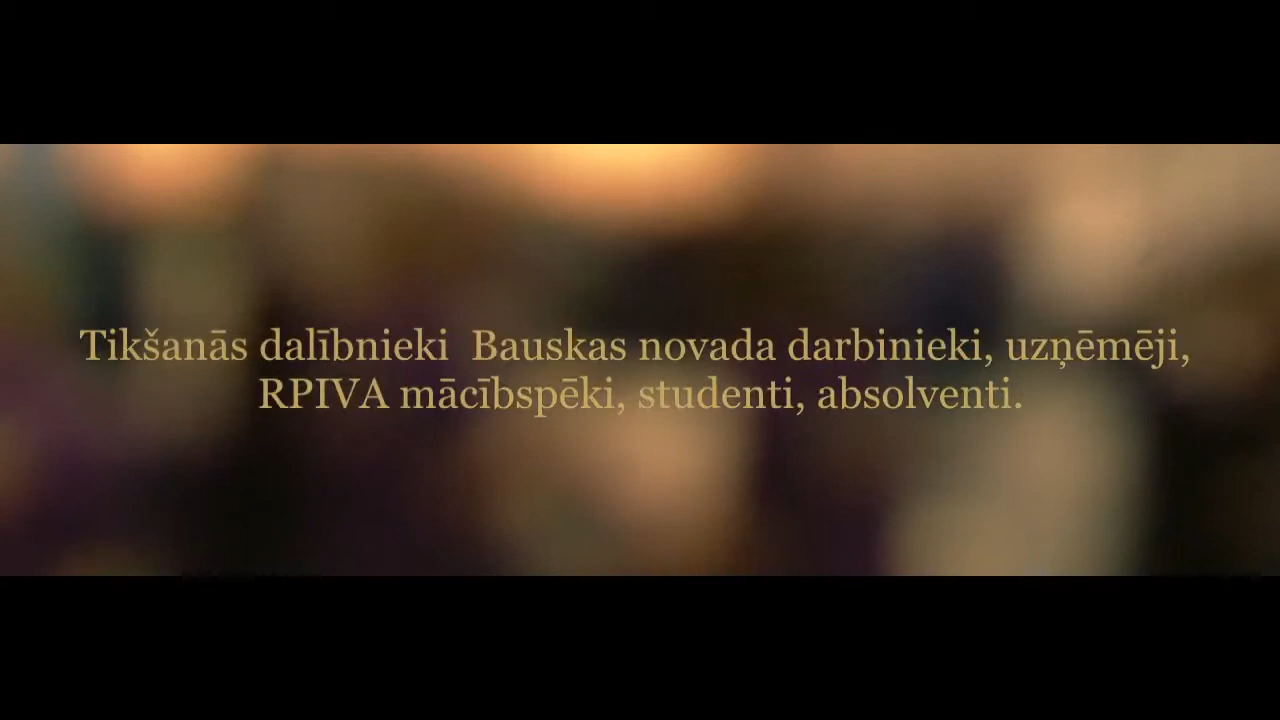 Tikšanās dalībnieki  Bauskas novada darbinieki, uzņēmēji,
RPIVA mācībspēki, studenti, absolventi.